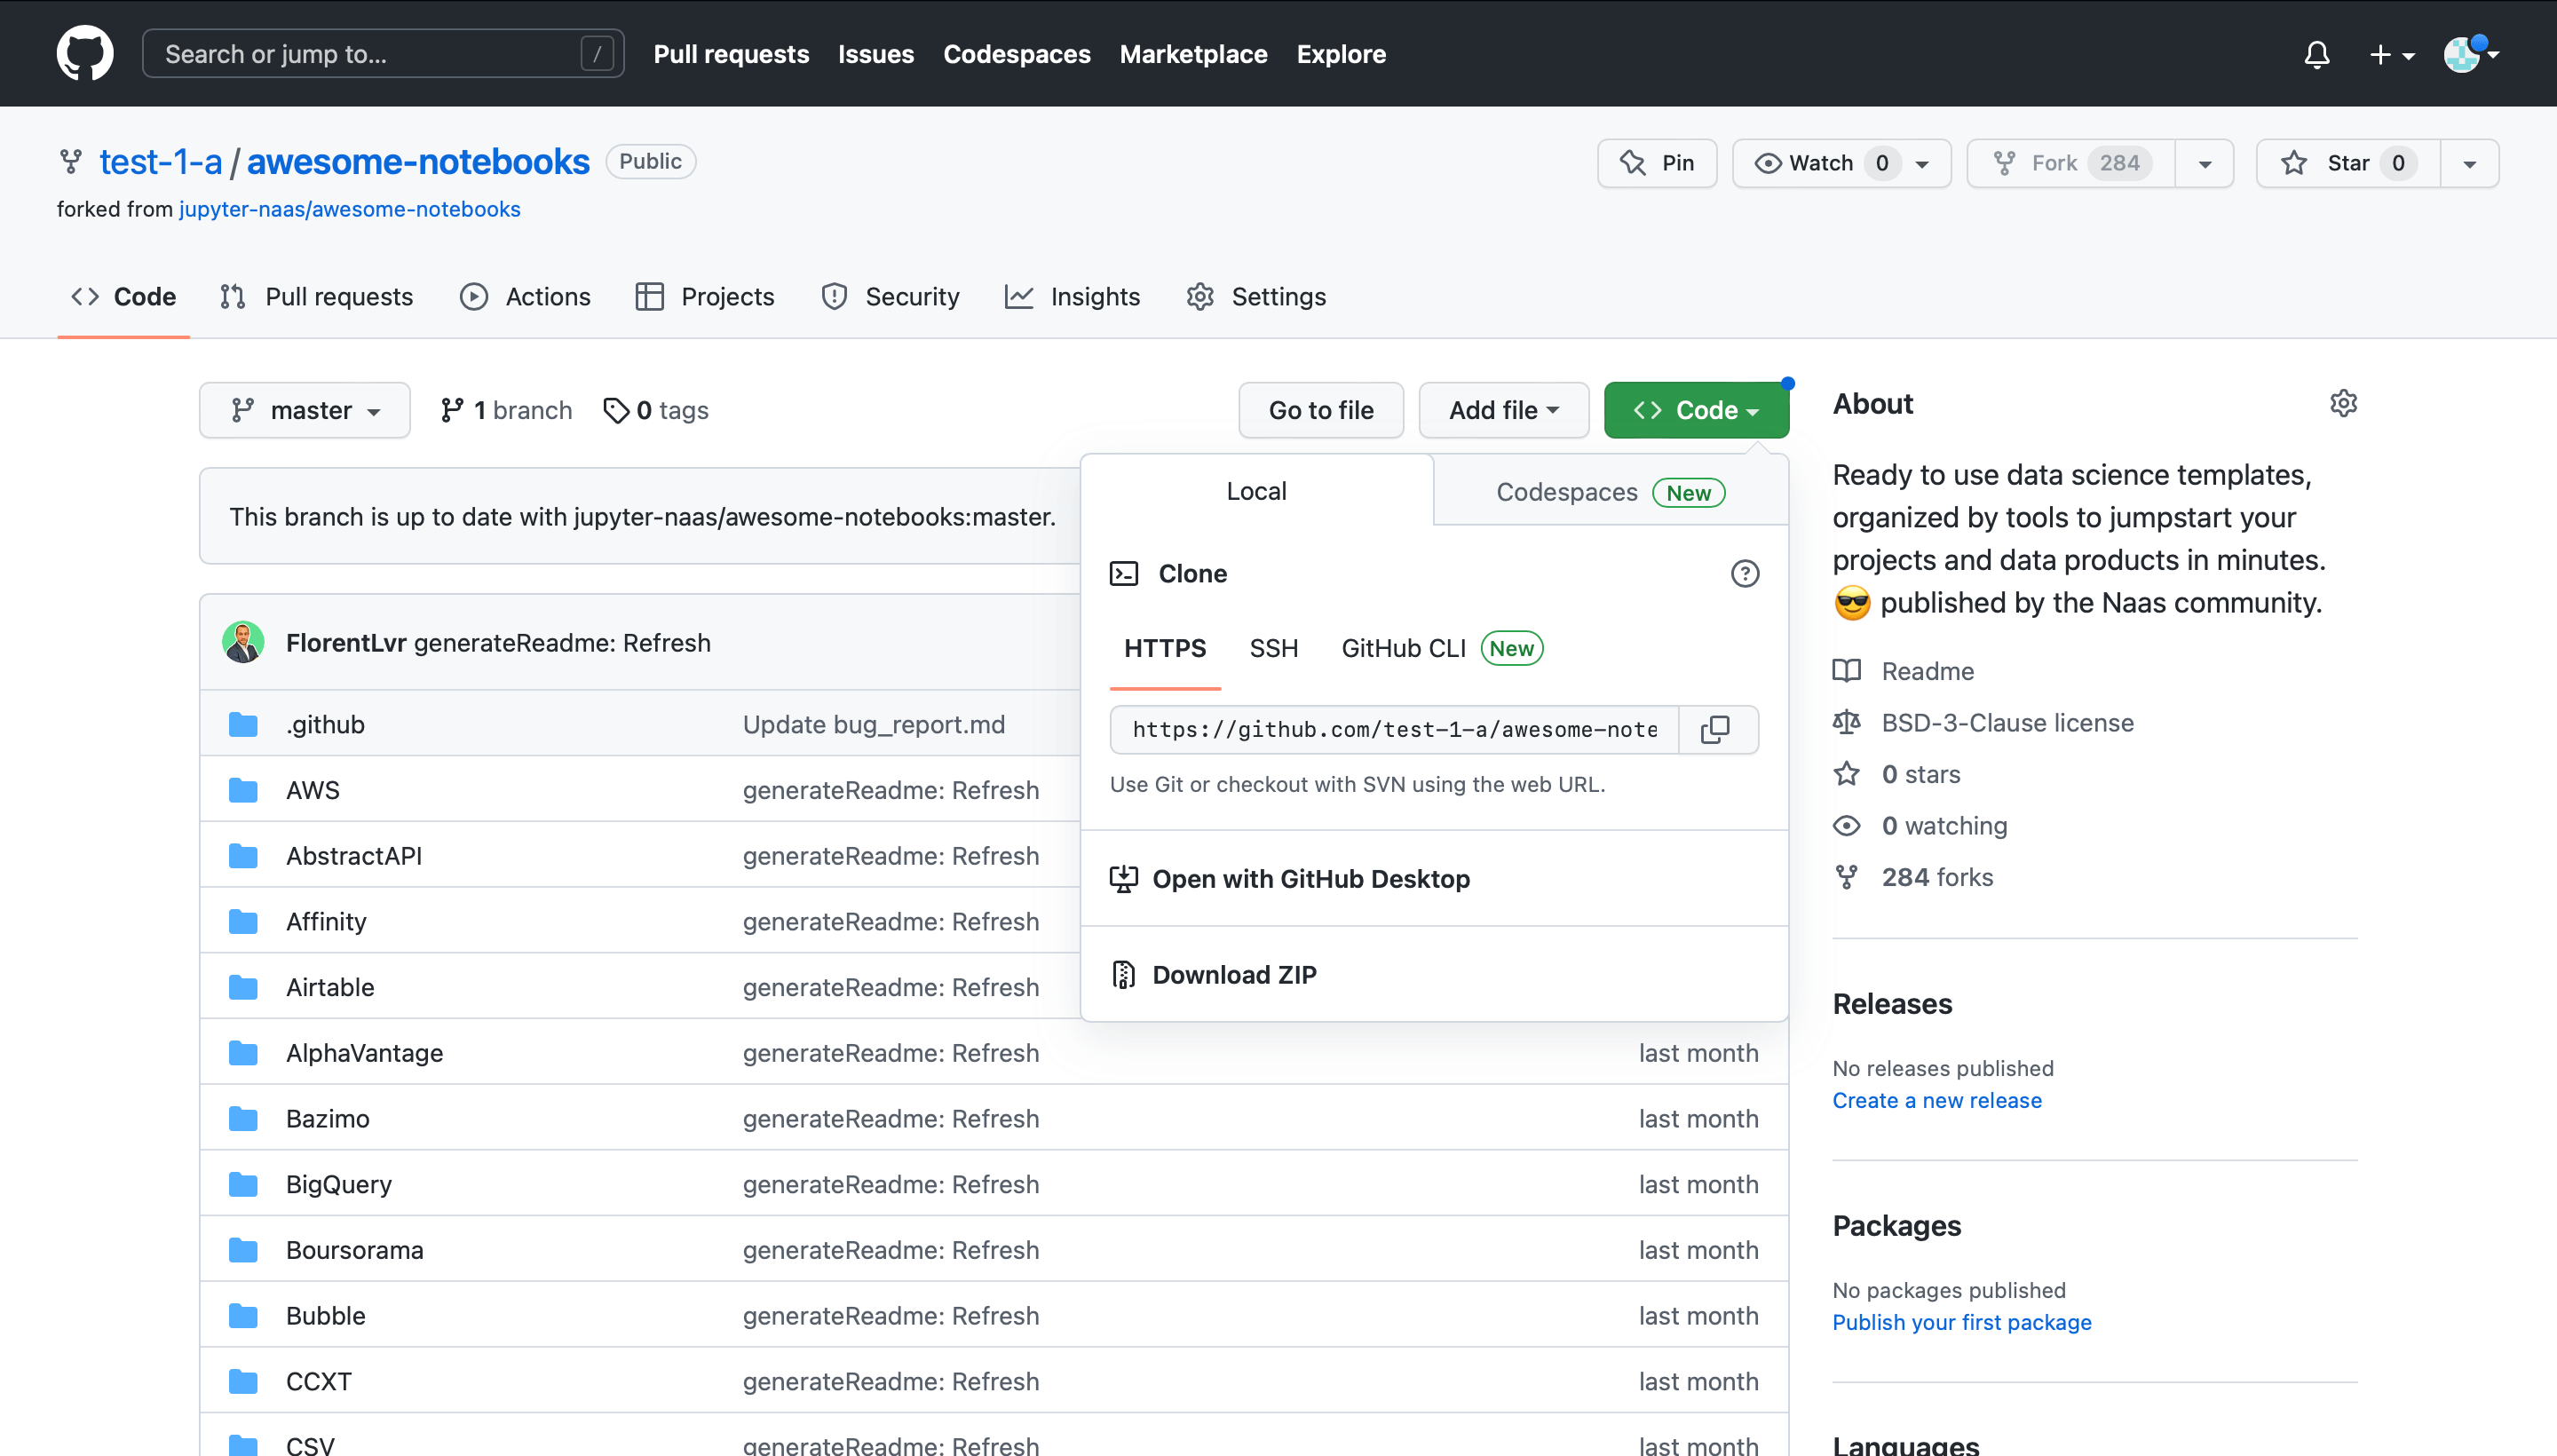 Search or jump to... /
Pull requests Issues Codespaces Marketplace Explore
test-1-a / awesome-notebooks Public
Pin Watch 0 Fork 284 Star 0
forked from jupyter-naas/awesome-notebooks
Code Pull requests Actions Projects Security Insights Settings
master 1 branch 0 tags
Go to file Add file Code
This branch is up to date with jupyter-naas/awesome-notebooks:master.
FlorentLvr generateReadme: Refresh
.github Update bug_report.md
AWS generateReadme: Refresh
AbstractAPI generateReadme: Refresh
Affinity generateReadme: Refresh
Airtable generateReadme: Refresh
AlphaVantage generateReadme: Refresh last month
Bazimo generateReadme: Refresh last month
BigQuery generateReadme: Refresh last month
Boursorama generateReadme: Refresh last month
Bubble generateReadme: Refresh last month
CCXT generateReadme: Refresh last month
CSV generateReadme: Refresh last month
Local Codespaces New
Clone
HTTPS SSH GitHub CLI New
https://github.com/test-1-a/awesome-note
Use Git or checkout with SVN using the web URL.
Open with GitHub Desktop
Download ZIP
About
Ready to use data science templates,
organized by tools to jumpstart your
projects and data products in minutes.
😎 published by the Naas community.
Readme
BSD-3-Clause license
0 stars
0 watching
284 forks
Releases
No releases published
Create a new release
Packages
No packages published
Publish your first package
Languages